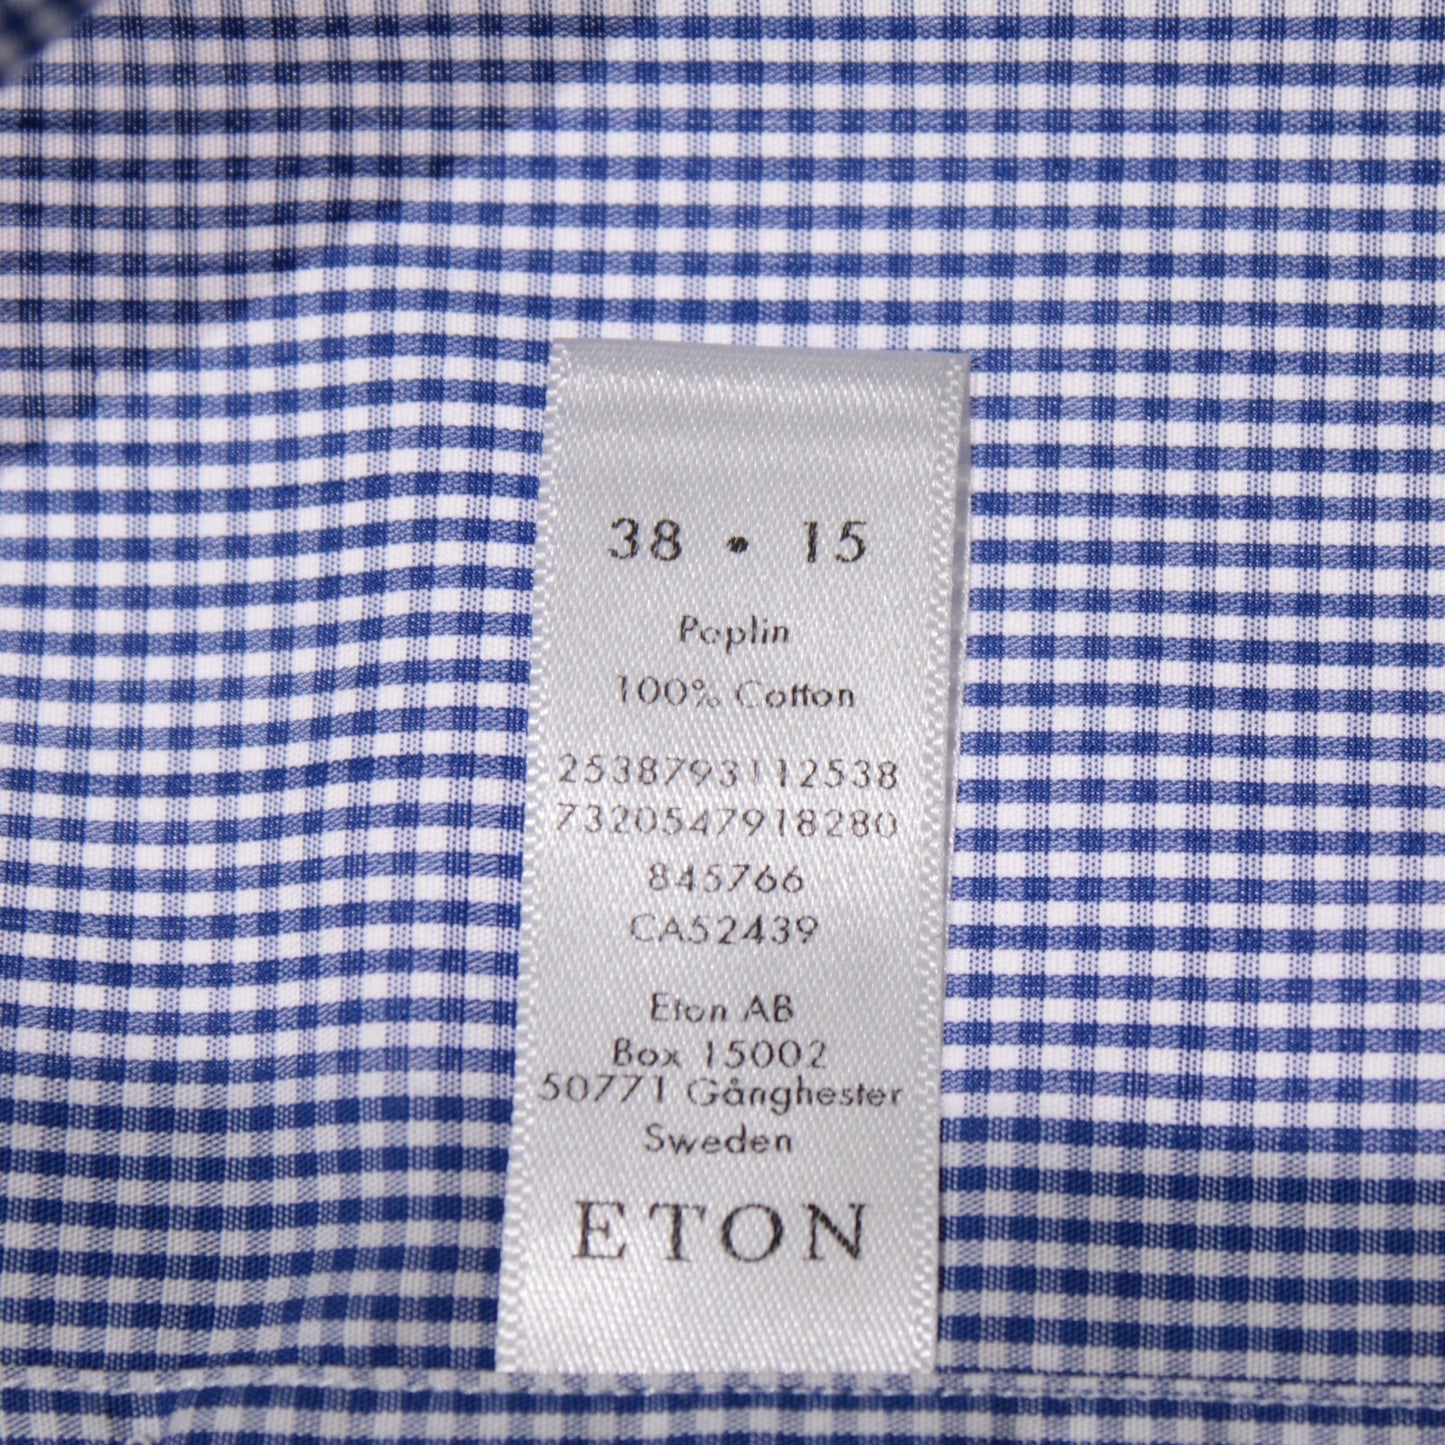 38 • 15
Poplin
100% Cotton
2538793112538
7320547918280
845766
CA52439
Eton AB
Box 15002
50771 Gånghester
Sweden
ETON